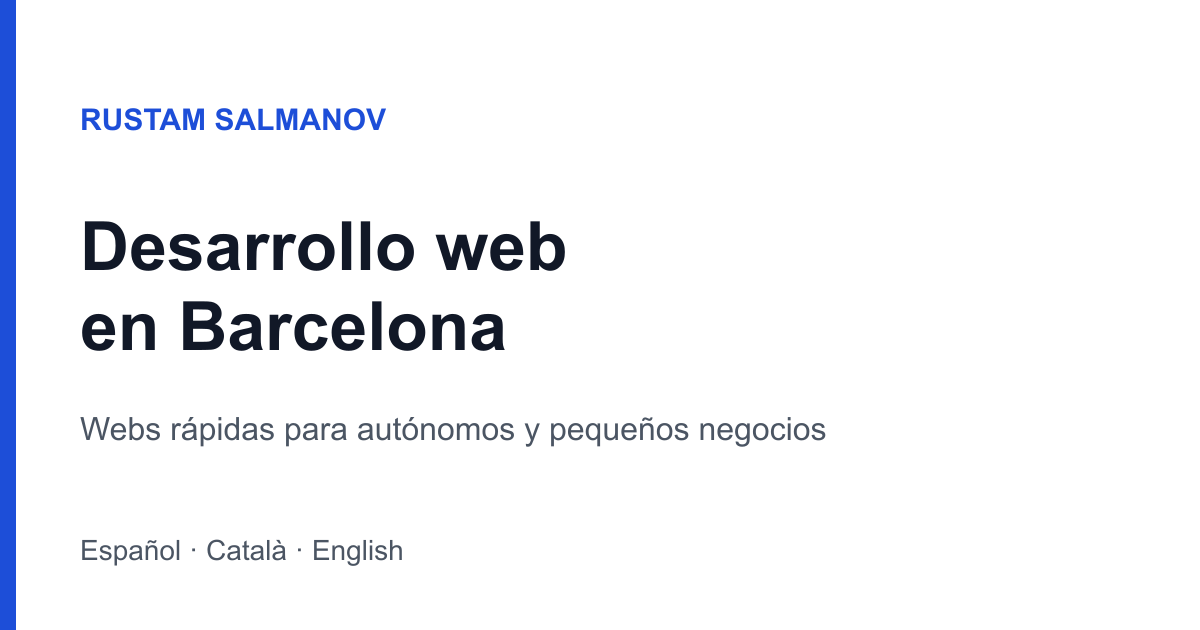 RUSTAM SALMANOV
Desarrollo web
en Barcelona
Webs rápidas para autónomos y pequeños negocios
Español · Català · English